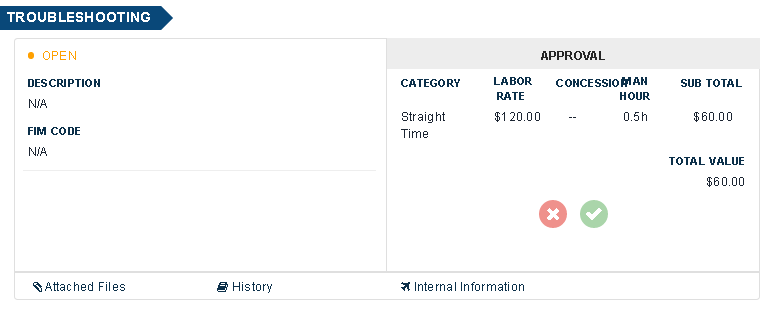 TROUBLESHOOTING
OPEN
DESCRIPTION
N/A
FIM CODE
N/A
APPROVAL
CATEGORY LABOR RATE CONCESSION MAN HOUR SUB TOTAL
Straight Time $120.00 -- 0.5h $60.00
TOTAL VALUE
$60.00
Attached Files History Internal Information